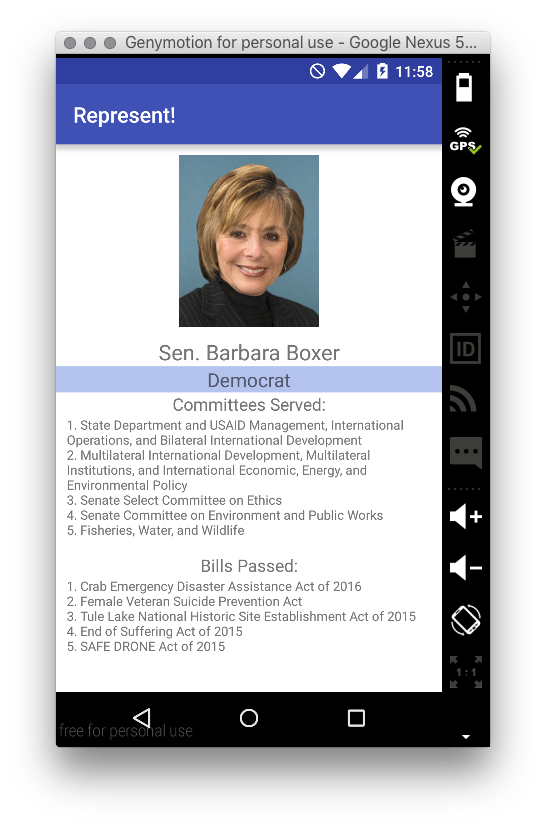 Genymotion for personal use - Google Nexus 5...
11:58
Represent!
GPS
Sen. Barbara Boxer
Democrat
ID
Committees Served:
1. State Department and USAID Management, International
Operations, and Bilateral International Development
2. Multilateral International Development, Multilateral
Institutions, and International Economic, Energy, and
Environmental Policy
3. Senate Select Committee on Ethics
4. Senate Committee on Environment and Public Works
5. Fisheries, Water, and Wildlife
Bills Passed:
1. Crab Emergency Disaster Assistance Act of 2016
2. Female Veteran Suicide Prevention Act
3. Tule Lake National Historic Site Establishment Act of 2015
4. End of Suffering Act of 2015
5. SAFE DRONE Act of 2015
1:1
free for personal use